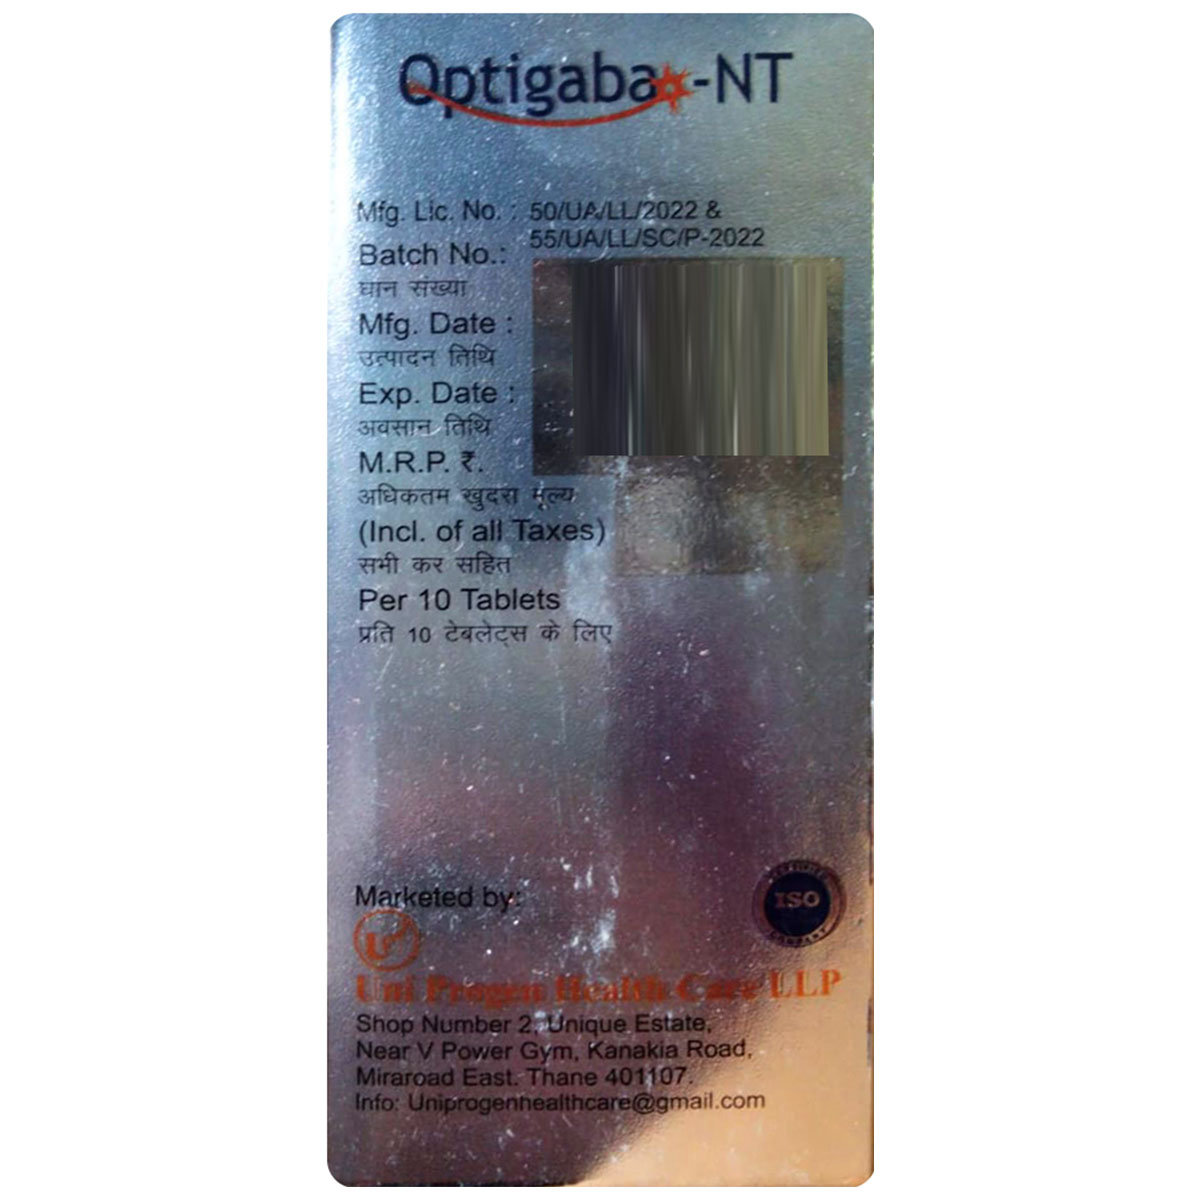 Optigaba-NT
Mfg. Lic. No. : 50/UA/LL/2022 &
55/UA/LL/SC/P-2022
Batch No.:
घान संख्या
Mfg. Date :
उत्पादन तिथि
Exp. Date :
अवसान तिथि
M.R.P. ₹.
अधिकतम खुदरा मूल्य
(Incl. of all Taxes)
सभी कर सहित
Per 10 Tablets
प्रति 10 टेबलेट्स के लिए
Marketed by:
CERTIFIED
ISO
COMPANY
Uni Progen Health Care LLP
Shop Number 2, Unique Estate,
Near V Power Gym, Kanakia Road,
Miraroad East. Thane 401107.
Info: Uniprogenhealthcare@gmail.com